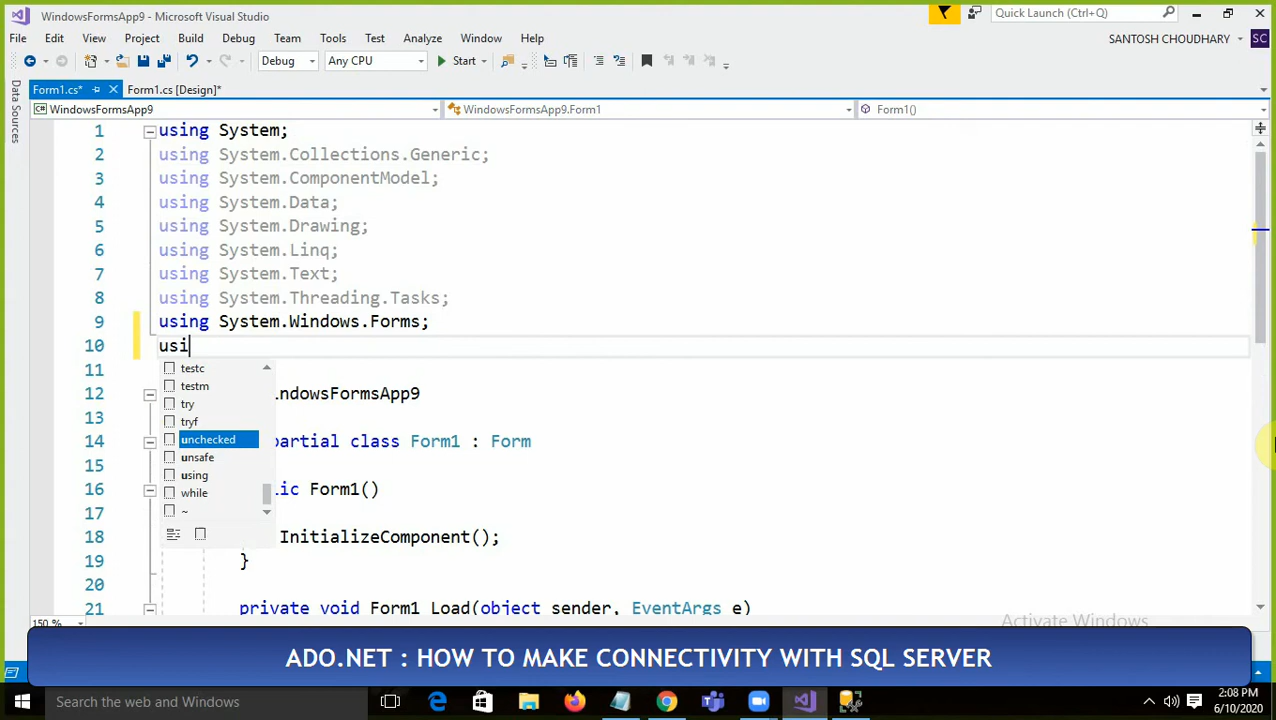 WindowsFormsApp9 - Microsoft Visual Studio
Quick Launch (Ctrl+Q)
File Edit View Project Build Debug Team Tools Test Analyze Window Help
SANTOSH CHOUDHARY SC
Debug Any CPU Start
Data Sources
Form1.cs* Form1.cs [Design]*
WindowsFormsApp9 WindowsFormsApp9.Form1 Form1()
1 using System;
2 using System.Collections.Generic;
3 using System.ComponentModel;
4 using System.Data;
5 using System.Drawing;
6 using System.Linq;
7 using System.Text;
8 using System.Threading.Tasks;
9 using System.Windows.Forms;
10 usi
testc
11
testm
12 indowsFormsApp9
try
13
tryf
14 partial class Form1 : Form
unchecked
unsafe
15
using
16 lic Form1()
while
17
~
18 InitializeComponent();
19 }
20
21 private void Form1_Load(object sender, EventArgs e)
150 %
Activate Windows
ADO.NET : HOW TO MAKE CONNECTIVITY WITH SQL SERVER
Search the web and Windows
2:08 PM
6/10/2020